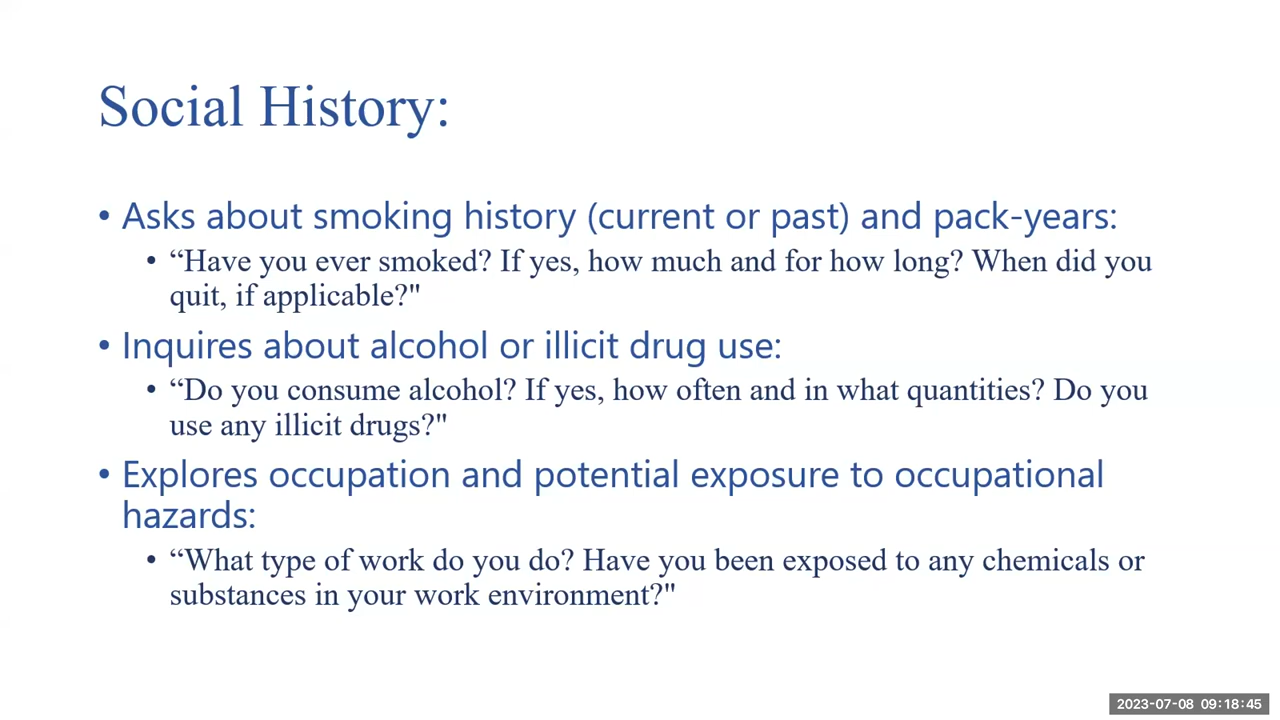 Social History:
• Asks about smoking history (current or past) and pack-years:
• “Have you ever smoked? If yes, how much and for how long? When did you
quit, if applicable?"
• Inquires about alcohol or illicit drug use:
• “Do you consume alcohol? If yes, how often and in what quantities? Do you
use any illicit drugs?"
• Explores occupation and potential exposure to occupational
hazards:
• “What type of work do you do? Have you been exposed to any chemicals or
substances in your work environment?"
2023-07-08 09:18:45